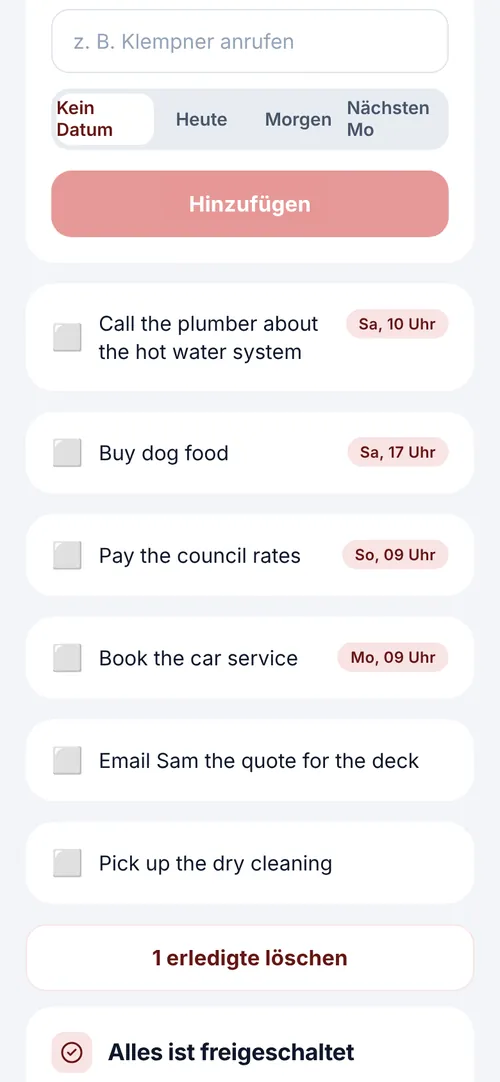 z. B. Klempner anrufen
Kein Datum
Heute
Morgen
Nächsten Mo
Hinzufügen
Call the plumber about
the hot water system
Sa, 10 Uhr
Buy dog food
Sa, 17 Uhr
Pay the council rates
So, 09 Uhr
Book the car service
Mo, 09 Uhr
Email Sam the quote for the deck
Pick up the dry cleaning
1 erledigte löschen
Alles ist freigeschaltet